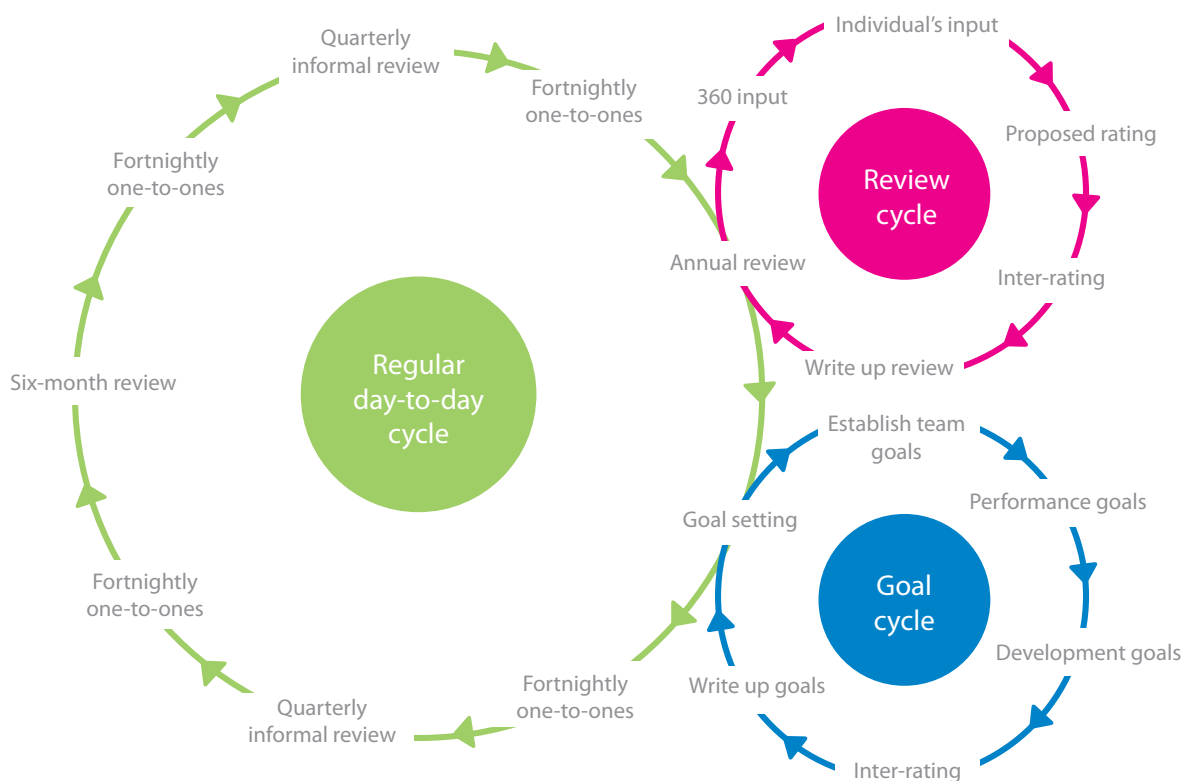 Individual's input
Quarterly
informal review
Fortnightly
one-to-ones
360 input
Proposed rating
Fortnightly
one-to-ones
Review
cycle
Annual review
Inter-rating
Write up review
Regular
day-to-day
cycle
Six-month review
Establish team
goals
Performance goals
Goal setting
Goal
cycle
Fortnightly
one-to-ones
Development goals
Write up goals
Fortnightly
one-to-ones
Quarterly
informal review
Inter-rating